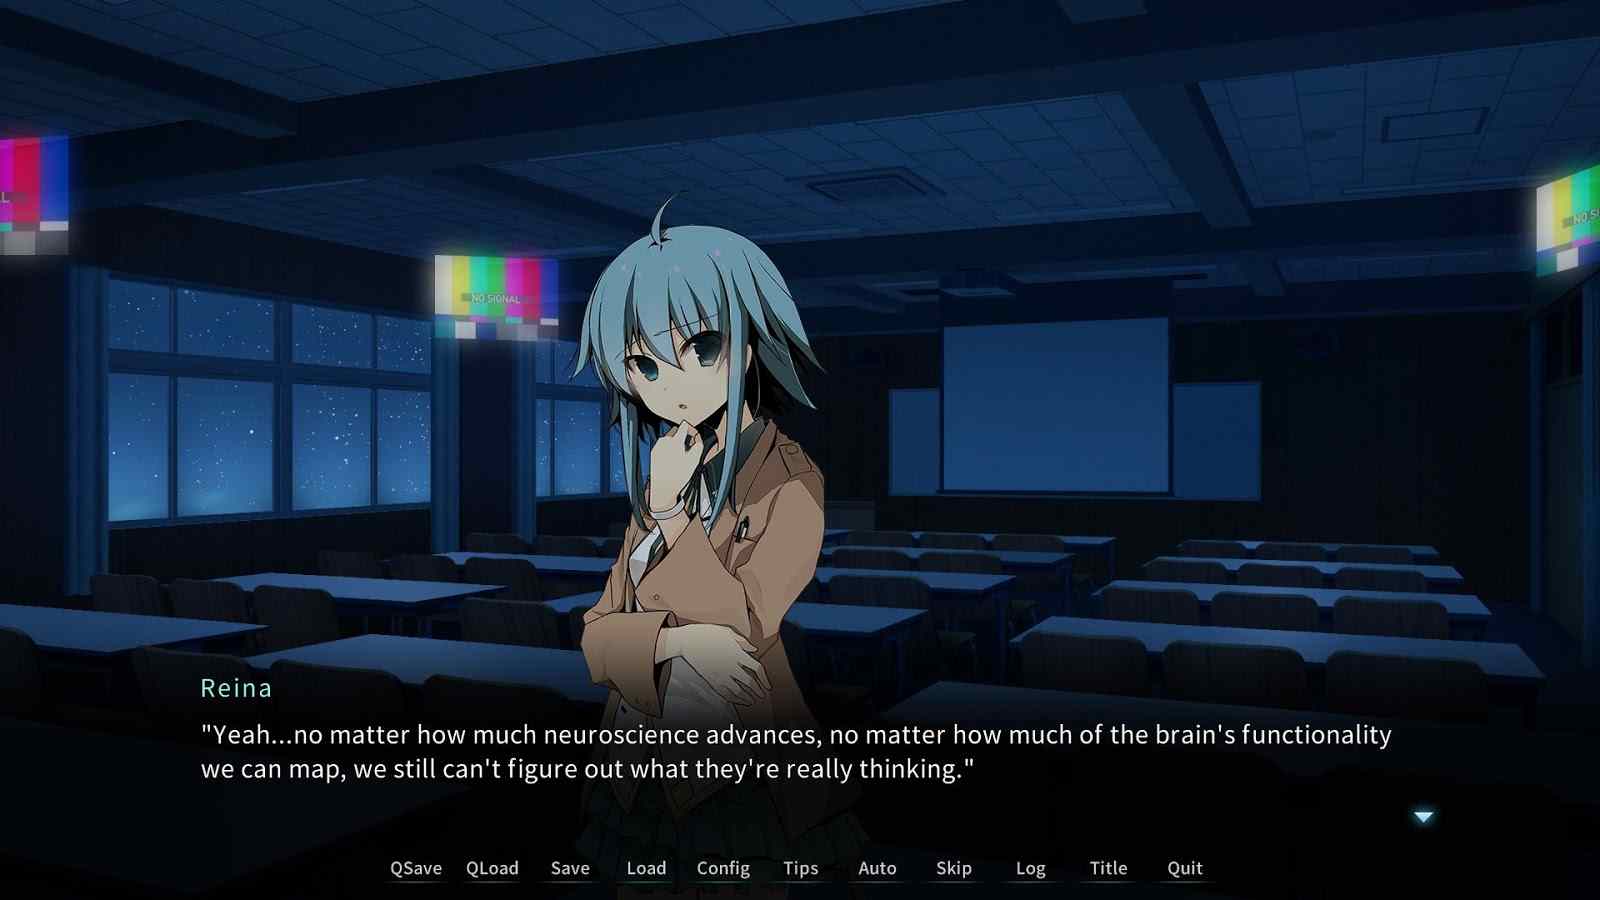 L
NO SIGNAL
NO SI
Reina
"Yeah...no matter how much neuroscience advances, no matter how much of the brain's functionality
we can map, we still can't figure out what they're really thinking."
QSave QLoad Save Load Config Tips Auto Skip Log Title Quit